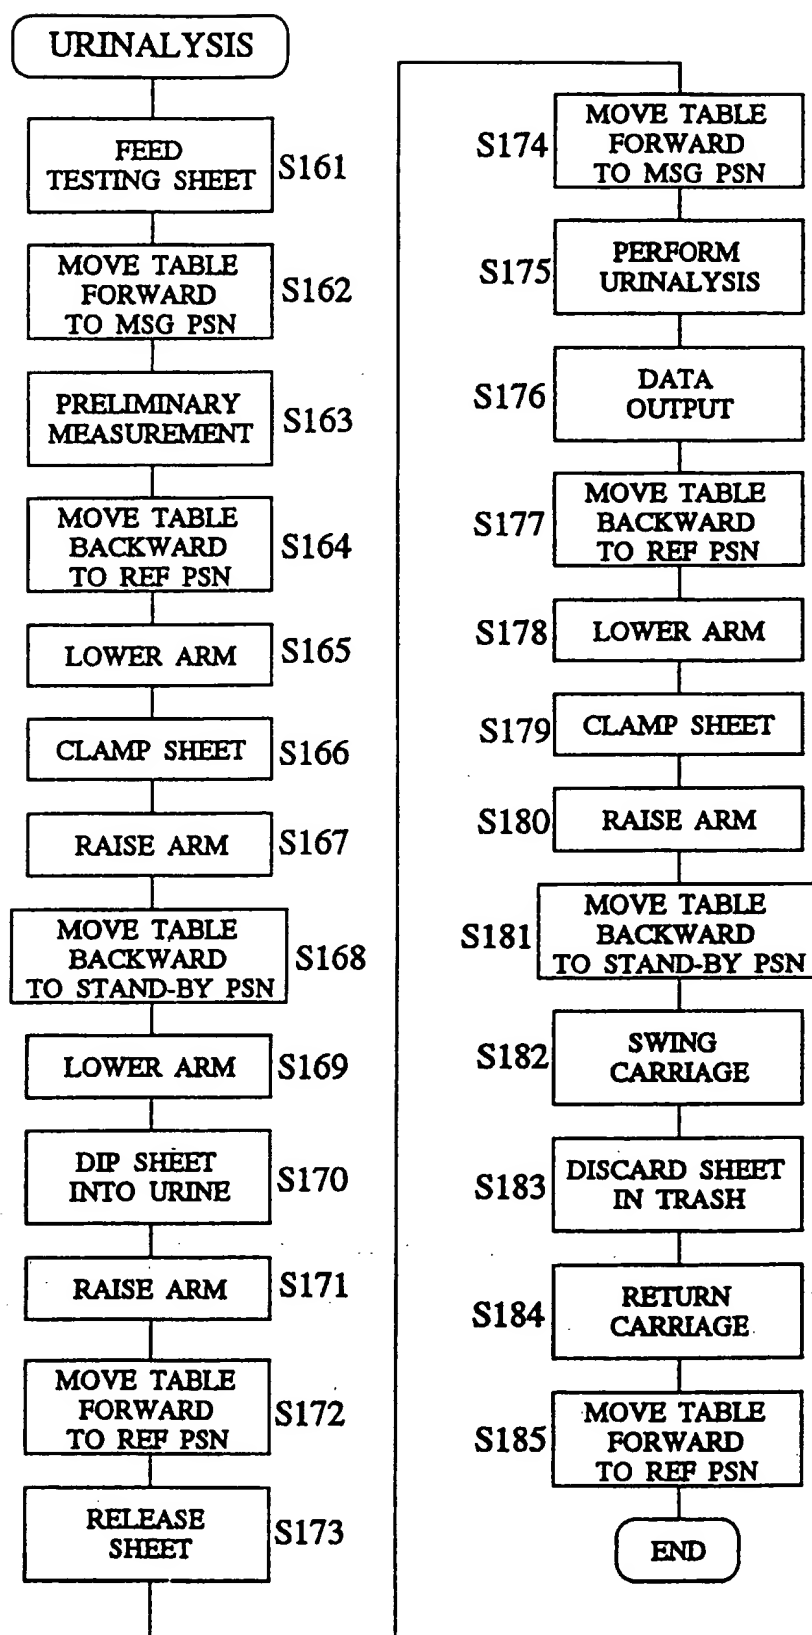 URINALYSIS
FEED
TESTING SHEET
S161
MOVE TABLE
FORWARD
TO MSG PSN
S162
PRELIMINARY
MEASUREMENT
S163
MOVE TABLE
BACKWARD
TO REF PSN
S164
LOWER ARM
S165
CLAMP SHEET
S166
RAISE ARM
S167
MOVE TABLE
BACKWARD
TO STAND-BY PSN
S168
LOWER ARM
S169
DIP SHEET
INTO URINE
S170
RAISE ARM
S171
MOVE TABLE
FORWARD
TO REF PSN
S172
RELEASE
SHEET
S173
S174
MOVE TABLE
FORWARD
TO MSG PSN
S175
PERFORM
URINALYSIS
S176
DATA
OUTPUT
S177
MOVE TABLE
BACKWARD
TO REF PSN
S178
LOWER ARM
S179
CLAMP SHEET
S180
RAISE ARM
S181
MOVE TABLE
BACKWARD
TO STAND-BY PSN
S182
SWING
CARRIAGE
S183
DISCARD SHEET
IN TRASH
S184
RETURN
CARRIAGE
S185
MOVE TABLE
FORWARD
TO REF PSN
END